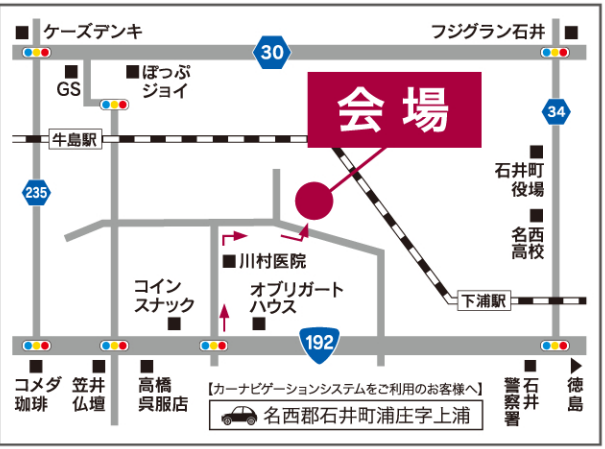 ケーズデンキ
フジグラン石井
30
GS
ぽっぷ
ジョイ
会場
34
牛島駅
石井町
役場
235
名西
高校
川村医院
コイン
スナック
オブリガート
ハウス
下浦駅
192
コメダ
珈琲
笠井
仏壇
高橋
呉服店
【カーナビゲーションシステムをご利用のお客様へ】
名西郡石井町浦庄字上浦
石井
警察署
徳島